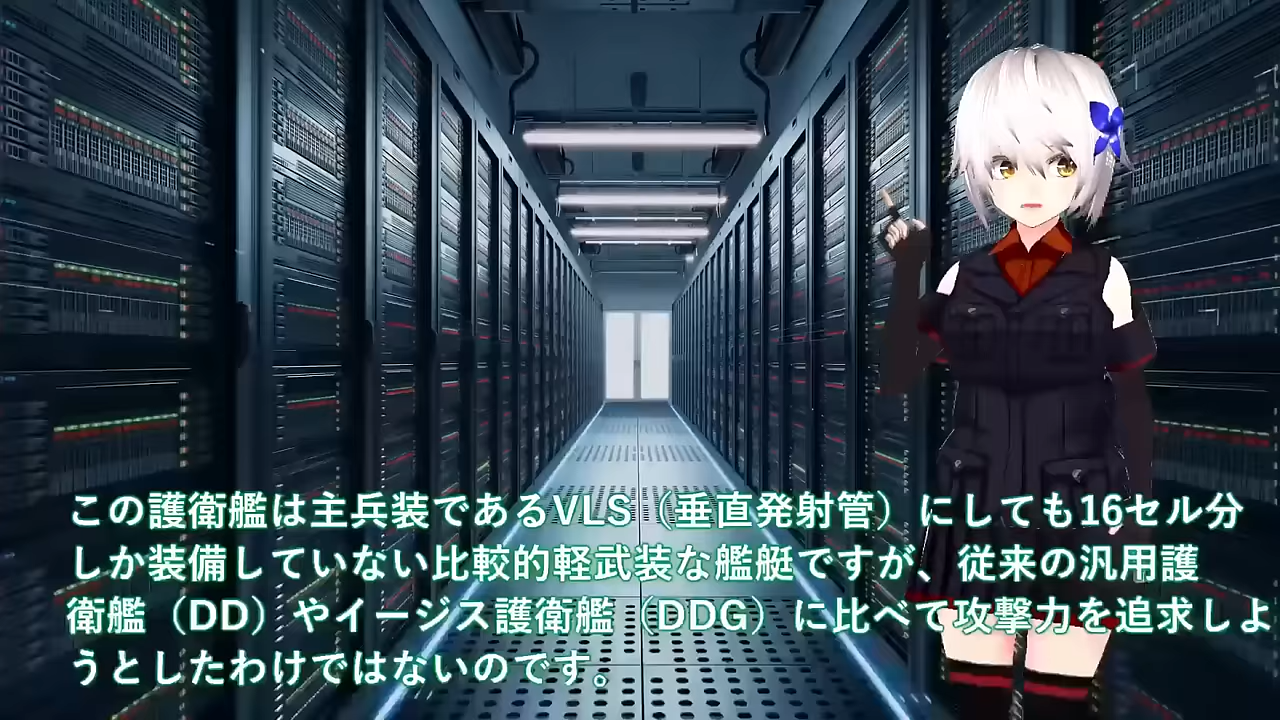 この護衛艦は主兵装であるVLS（垂直発射管）にしても16セル分
しか装備していない比較的軽武装な艦艇ですが、従来の汎用護
衛艦（DD）やイージス護衛艦（DDG）に比べて攻撃力を追求しよ
うとしたわけではないのです。